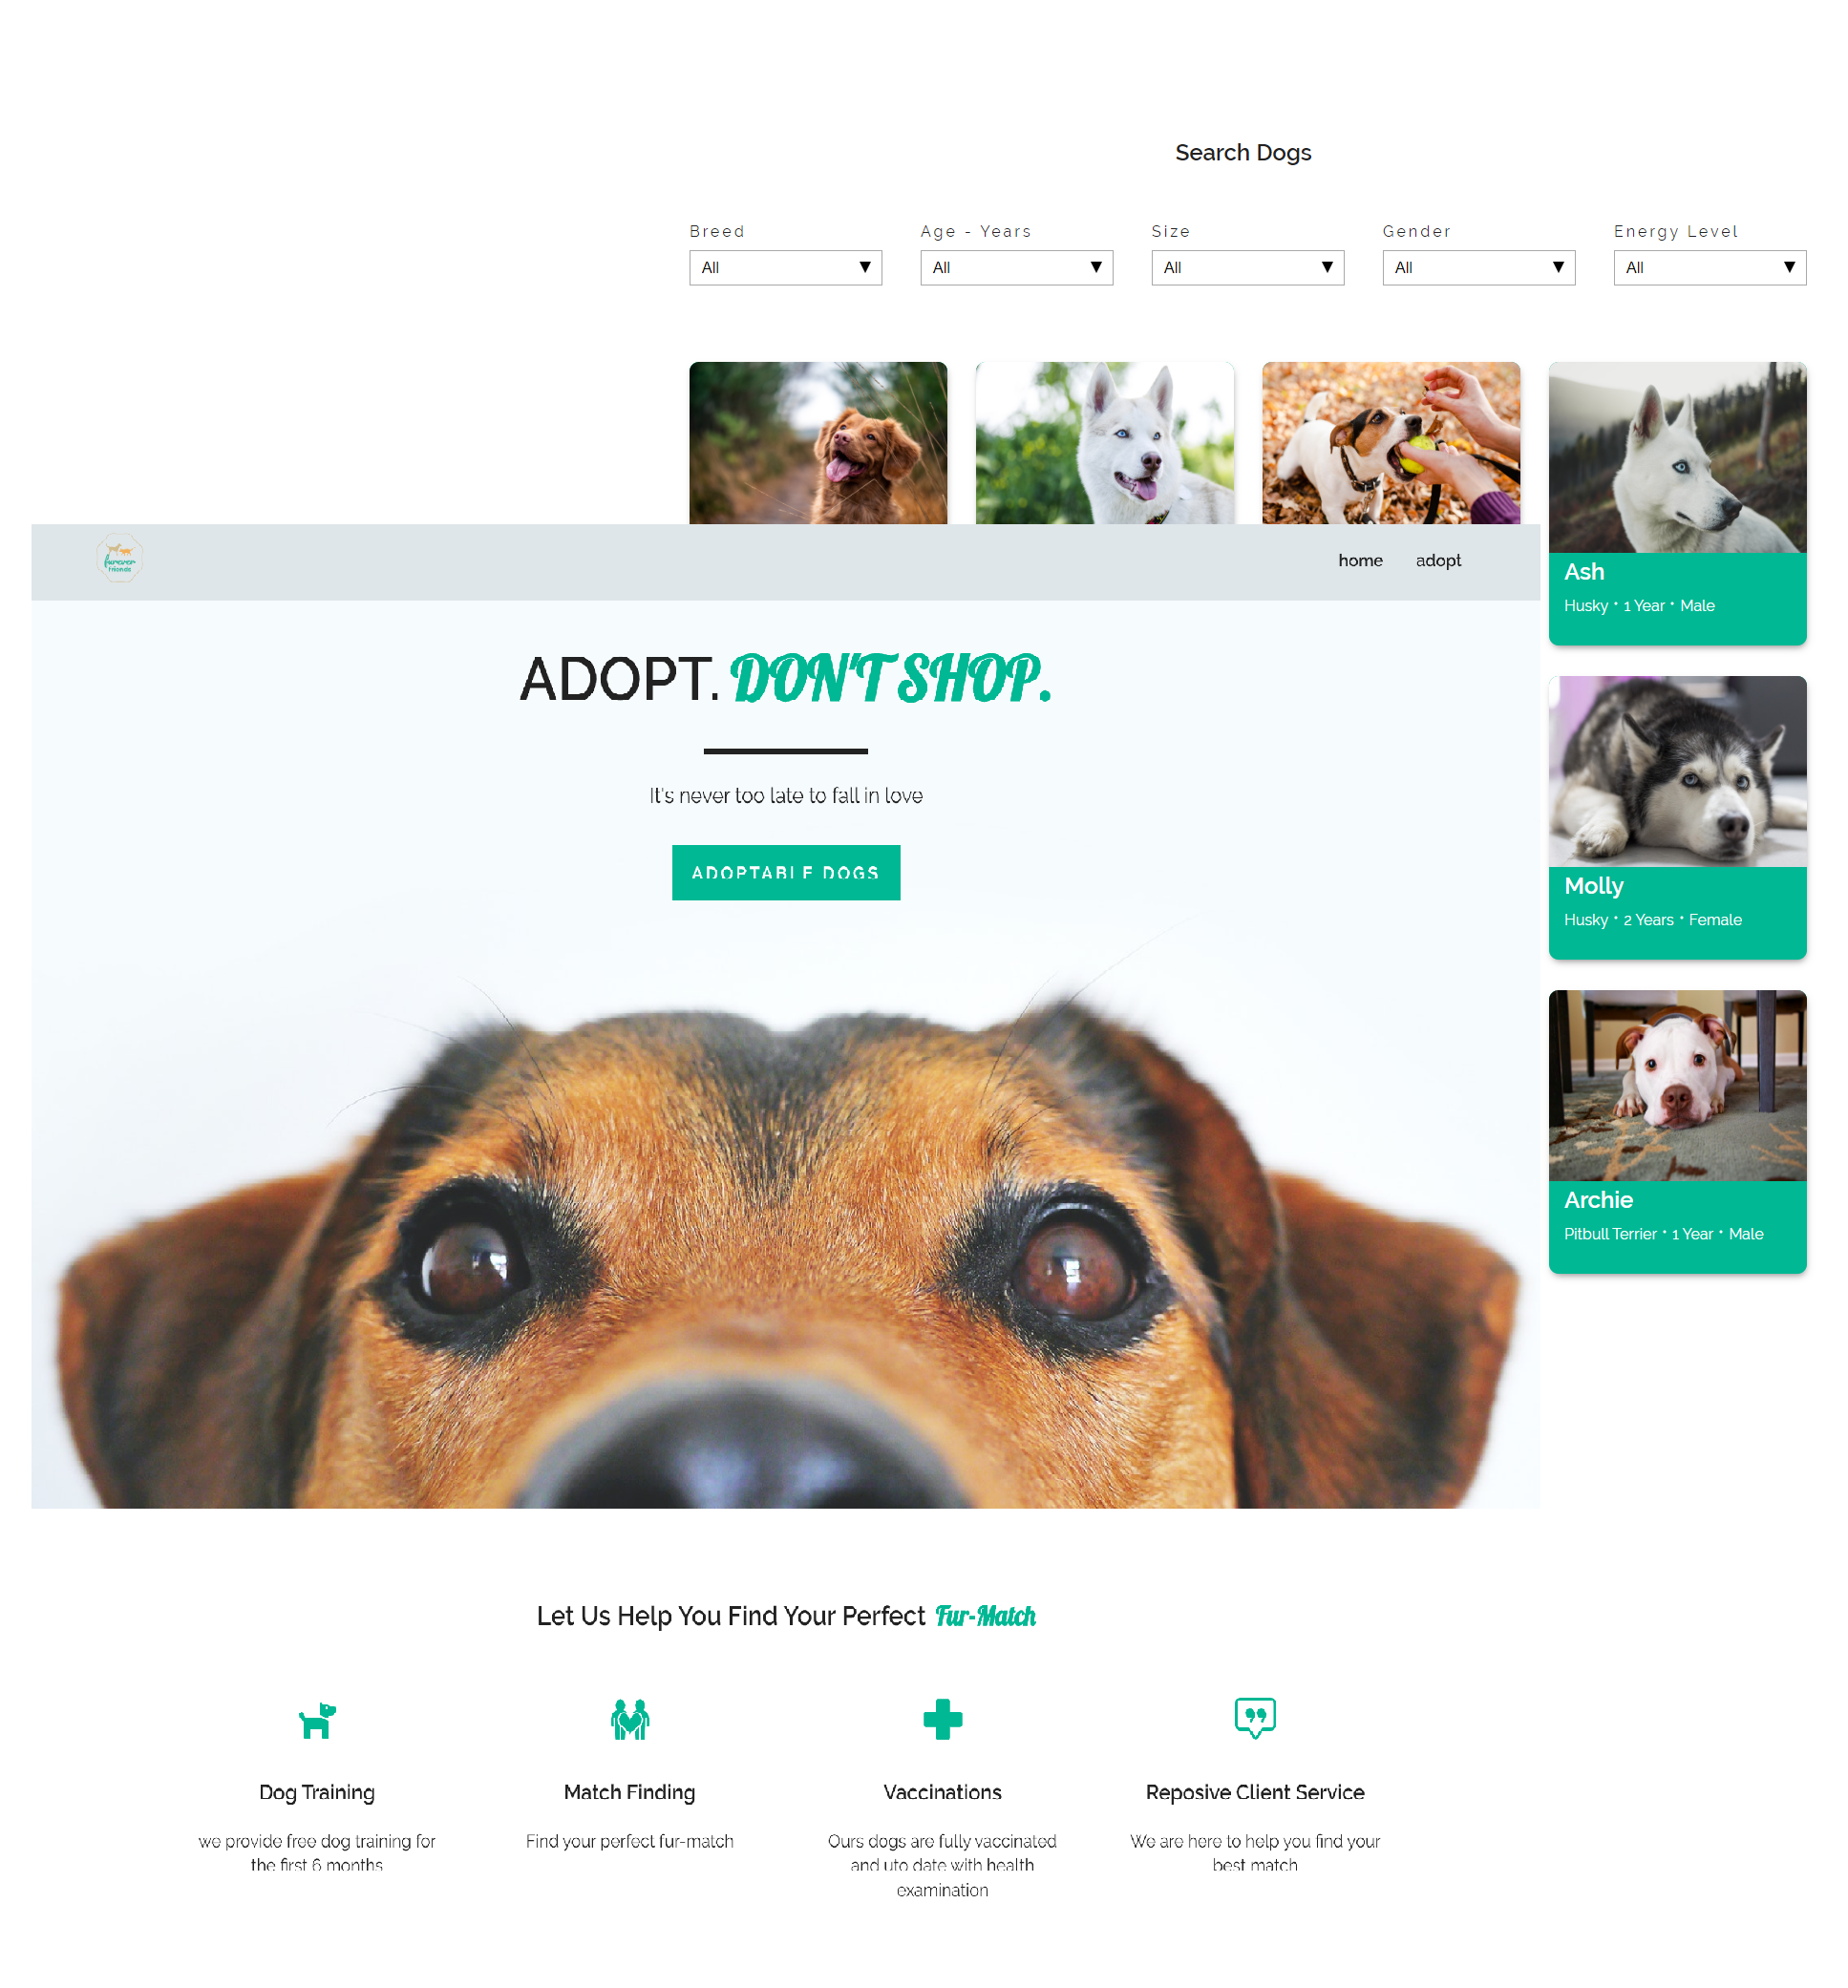 Search Dogs
Breed Age - Years Size Gender Energy Level
All All All All All
furever
friends
home adopt
Ash
Husky • 1 Year • Male
ADOPT. DON'T SHOP.
It's never too late to fall in love
ADOPTABLE DOGS
Molly
Husky • 2 Years • Female
Archie
Pitbull Terrier • 1 Year • Male
Let Us Help You Find Your Perfect Fur-Match
Dog Training
we provide free dog training for
the first 6 months
Match Finding
Find your perfect fur-match
Vaccinations
Ours dogs are fully vaccinated
and uto date with health
examination
Reposive Client Service
We are here to help you find your
best match